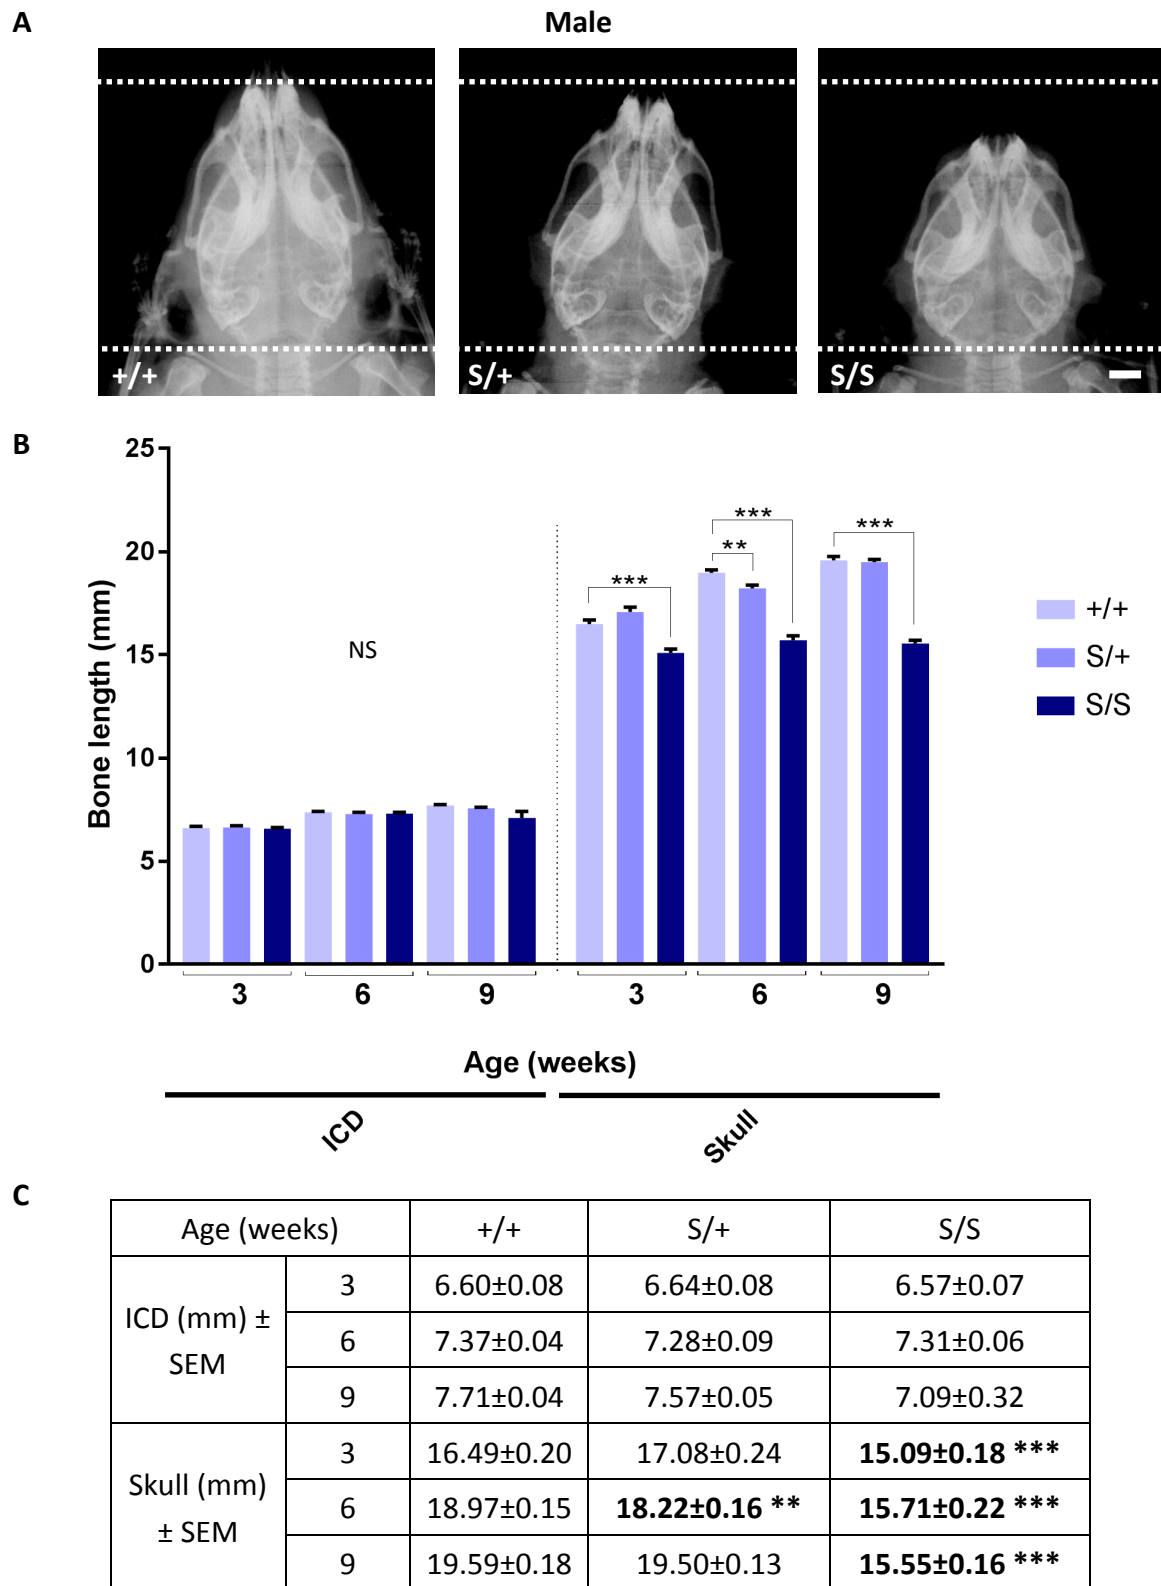 A
Male
+/+
S/+
S/S
B
Bone length (mm)
25
20
15
10
5
0
NS
***
***
**
***
+/+
S/+
S/S
3 6 9 3 6 9
Age (weeks)
ICD Skull
C
Age (weeks) +/+ S/+ S/S
ICD (mm) ± SEM
3 6.60±0.08 6.64±0.08 6.57±0.07
6 7.37±0.04 7.28±0.09 7.31±0.06
9 7.71±0.04 7.57±0.05 7.09±0.32
Skull (mm) ± SEM
3 16.49±0.20 17.08±0.24 15.09±0.18 ***
6 18.97±0.15 18.22±0.16 ** 15.71±0.22 ***
9 19.59±0.18 19.50±0.13 15.55±0.16 ***